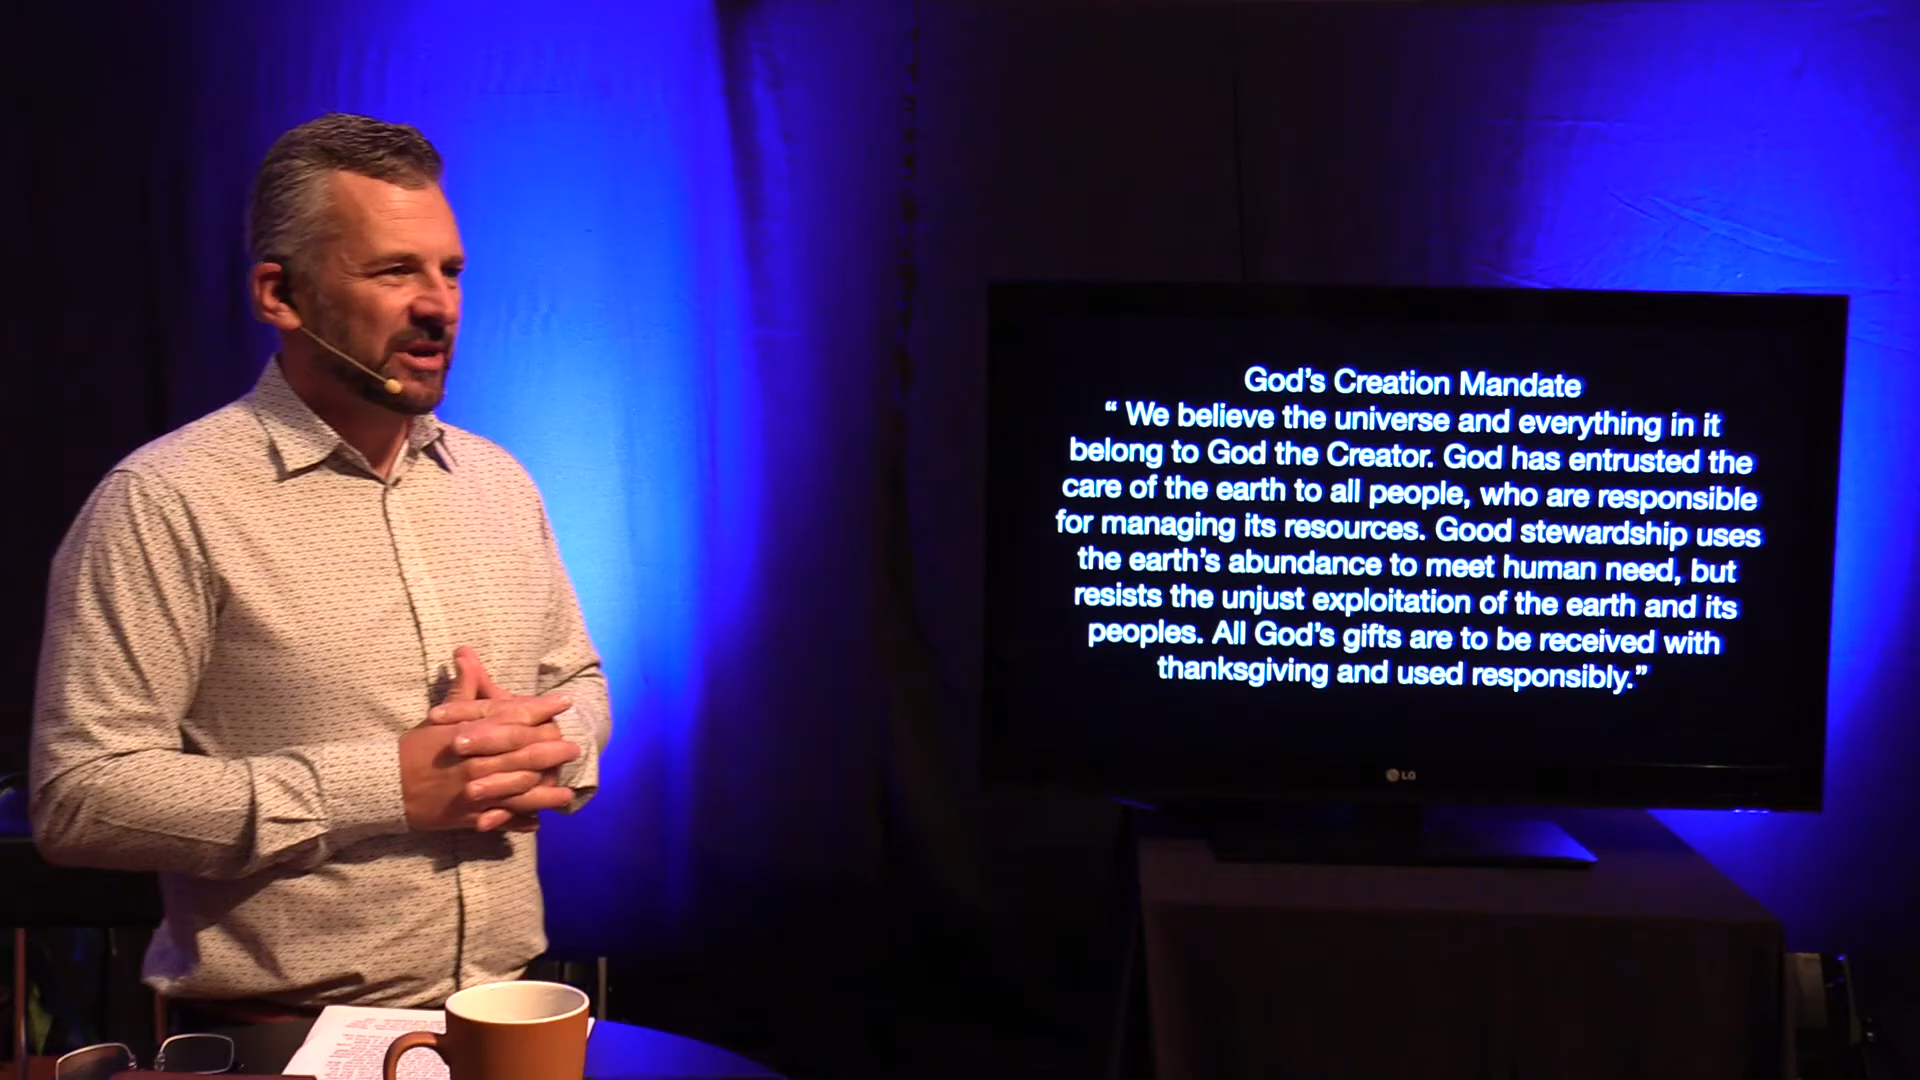 God's Creation Mandate
“ We believe the universe and everything in it
belong to God the Creator. God has entrusted the
care of the earth to all people, who are responsible
for managing its resources. Good stewardship uses
the earth's abundance to meet human need, but
resists the unjust exploitation of the earth and its
peoples. All God's gifts are to be received with
thanksgiving and used responsibly.”
LG